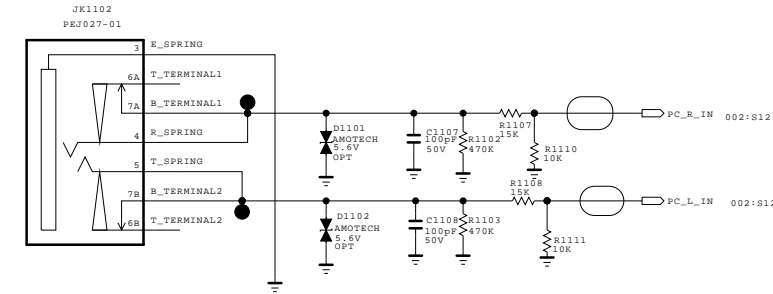 JK1102
PEJ027-01
3 E_SPRING
6A T_TERMINAL1
7A B_TERMINAL1
4 R_SPRING
5 T_SPRING
7B B_TERMINAL2
6B T_TERMINAL2
D1101
AMOTECH
5.6V
OPT
C1107
100pF
50V
R1102
470K
R1107
15K
R1110
10K
PC_R_IN 002:S12
D1102
AMOTECH
5.6V
OPT
C1108
100pF
50V
R1103
470K
R1108
15K
R1111
10K
PC_L_IN 002:S12